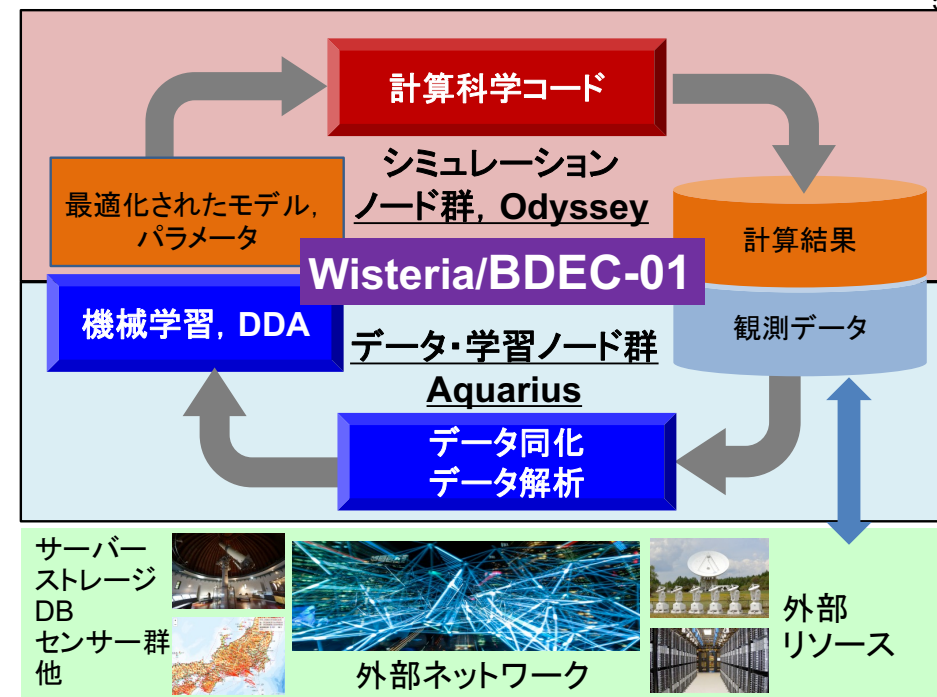 計算科学コード
シミュレーション
ノード群, Odyssey
最適化されたモデル,
パラメータ
計算結果
Wisteria/BDEC-01
機械学習, DDA
観測データ
データ・学習ノード群
Aquarius
データ同化
データ解析
サーバー
ストレージ
DB
センサー群
他
外部ネットワーク
外部
リソース